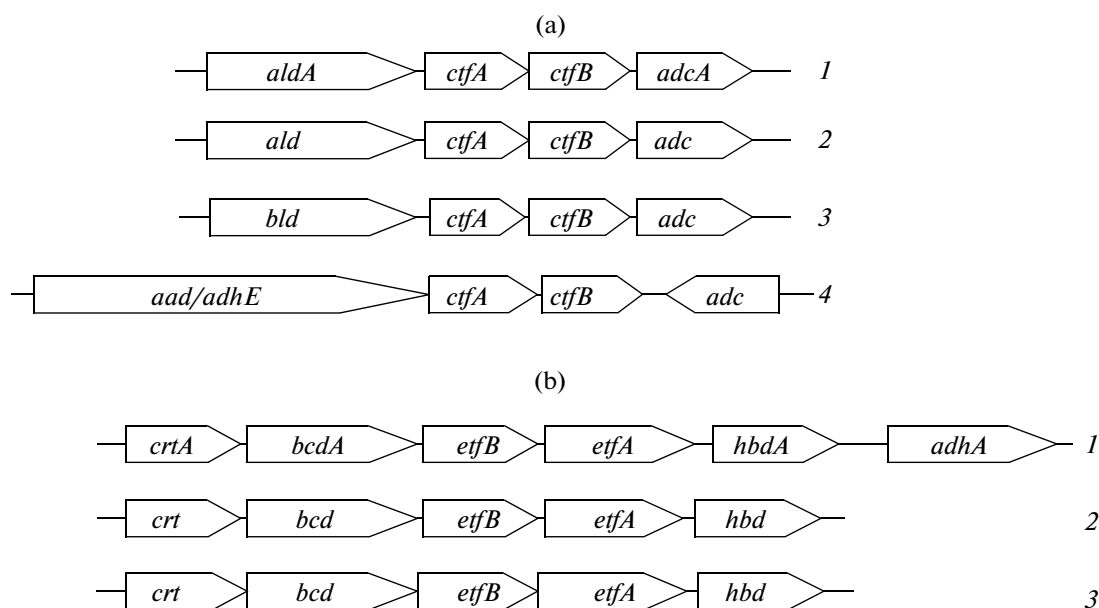 (a)
aldA ctfA ctfB adcA 1
ald ctfA ctfB adc 2
bld ctfA ctfB adc 3
aad/adhE ctfA ctfB adc 4
(b)
crtA bcdA etfB etfA hbdA adhA 1
crt bcd etfB etfA hbd 2
crt bcd etfB etfA hbd 3